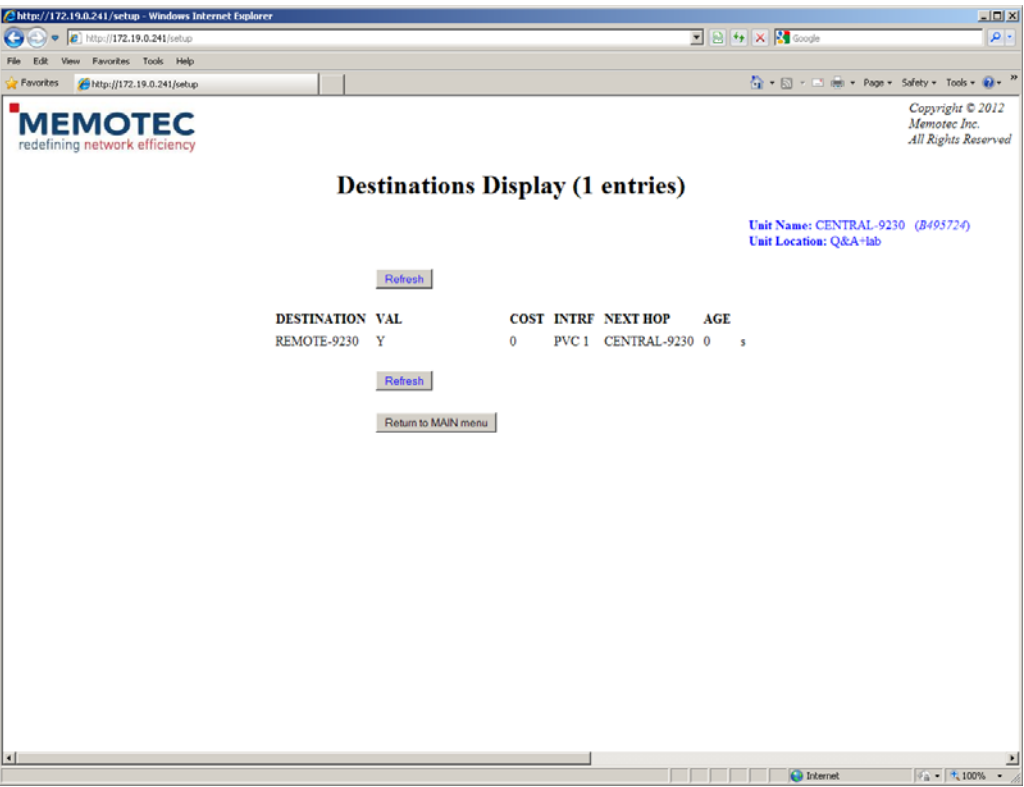 http://172.19.0.241/setup - Windows Internet Explorer
http://172.19.0.241/setup
Google
File Edit View Favorites Tools Help
Favorites http://172.19.0.241/setup Page Safety Tools »
MEMOTEC
redefining network efficiency
Copyright © 2012
Memotec Inc.
All Rights Reserved
Destinations Display (1 entries)
Unit Name: CENTRAL-9230 (B495724)
Unit Location: Q&A+lab
Refresh
DESTINATION VAL COST INTRF NEXT HOP AGE
REMOTE-9230 Y 0 PVC 1 CENTRAL-9230 0 s
Refresh
Return to MAIN menu
Internet 100%